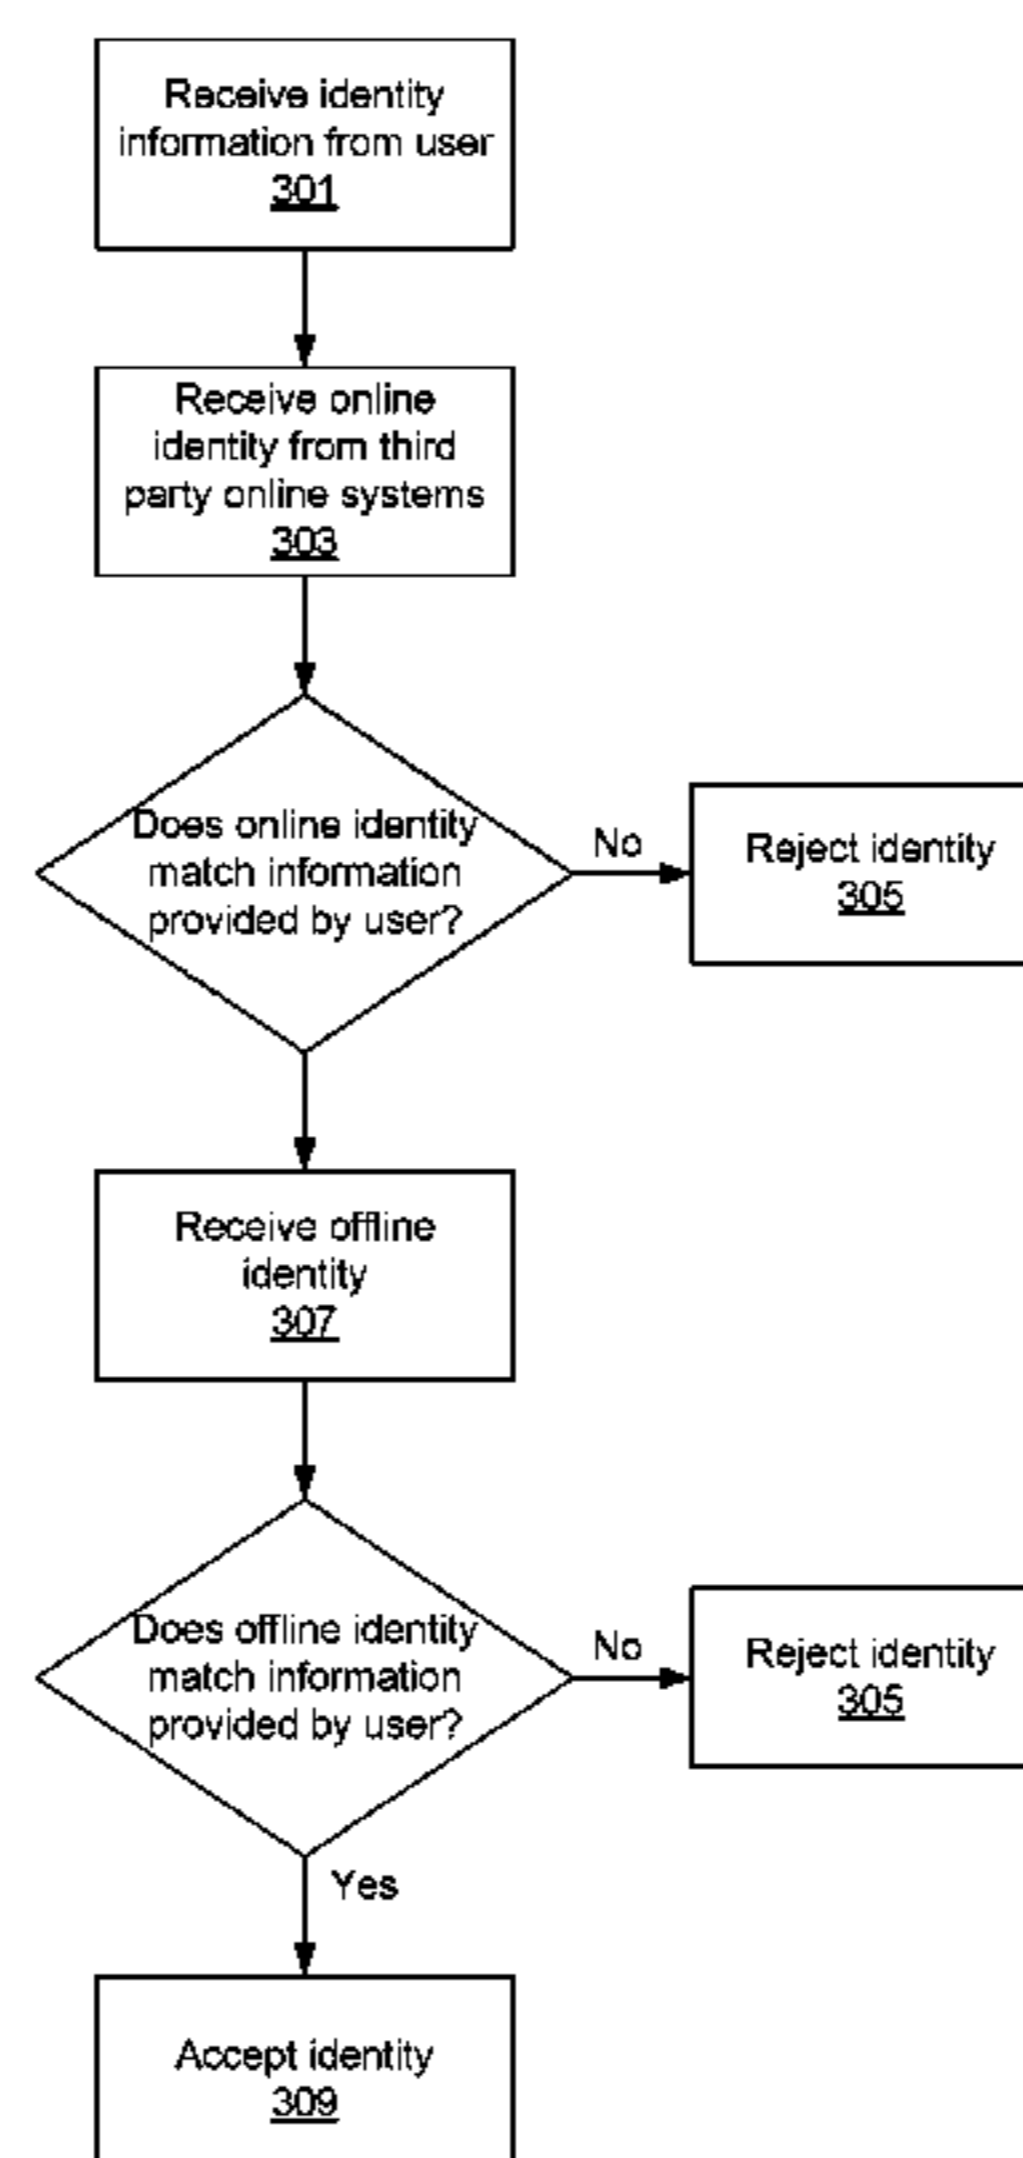 Receive identity
information from user
301
Receive online
identity from third
party online systems
303
Does online identity
match information
provided by user?
No
Reject identity
305
Receive offline
identity
307
Does offline identity
match information
provided by user?
No
Reject identity
305
Yes
Accept identity
309